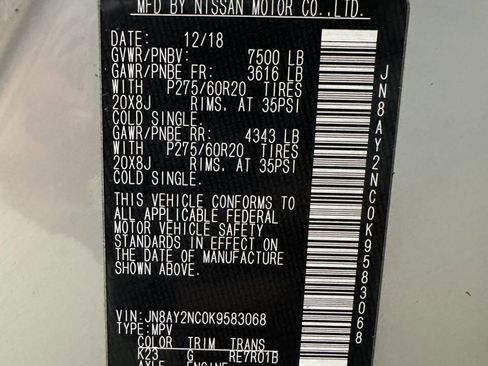 MFD BY NISSAN MOTOR CO.,LTD.
DATE: 12/18
GVWR/PNBV: 7500 LB
GAWR/PNBE FR: 3616 LB
WITH P275/60R20 TIRES
20X8J RIMS, AT 35PSI
COLD SINGLE.
GAWR/PNBE RR: 4343 LB
WITH P275/60R20 TIRES
20X8J RIMS, AT 35PSI
COLD SINGLE.
THIS VEHICLE CONFORMS TO
ALL APPLICABLE FEDERAL
MOTOR VEHICLE SAFETY
STANDARDS IN EFFECT ON
THE DATE OF MANUFACTURE
SHOWN ABOVE.
VIN:JN8AY2NC0K9583068
TYPE:MPV
COLOR TRIM TRANS
K23 G RE7R01B
AXLE ENGINE
JN8AY2NC0K9583068